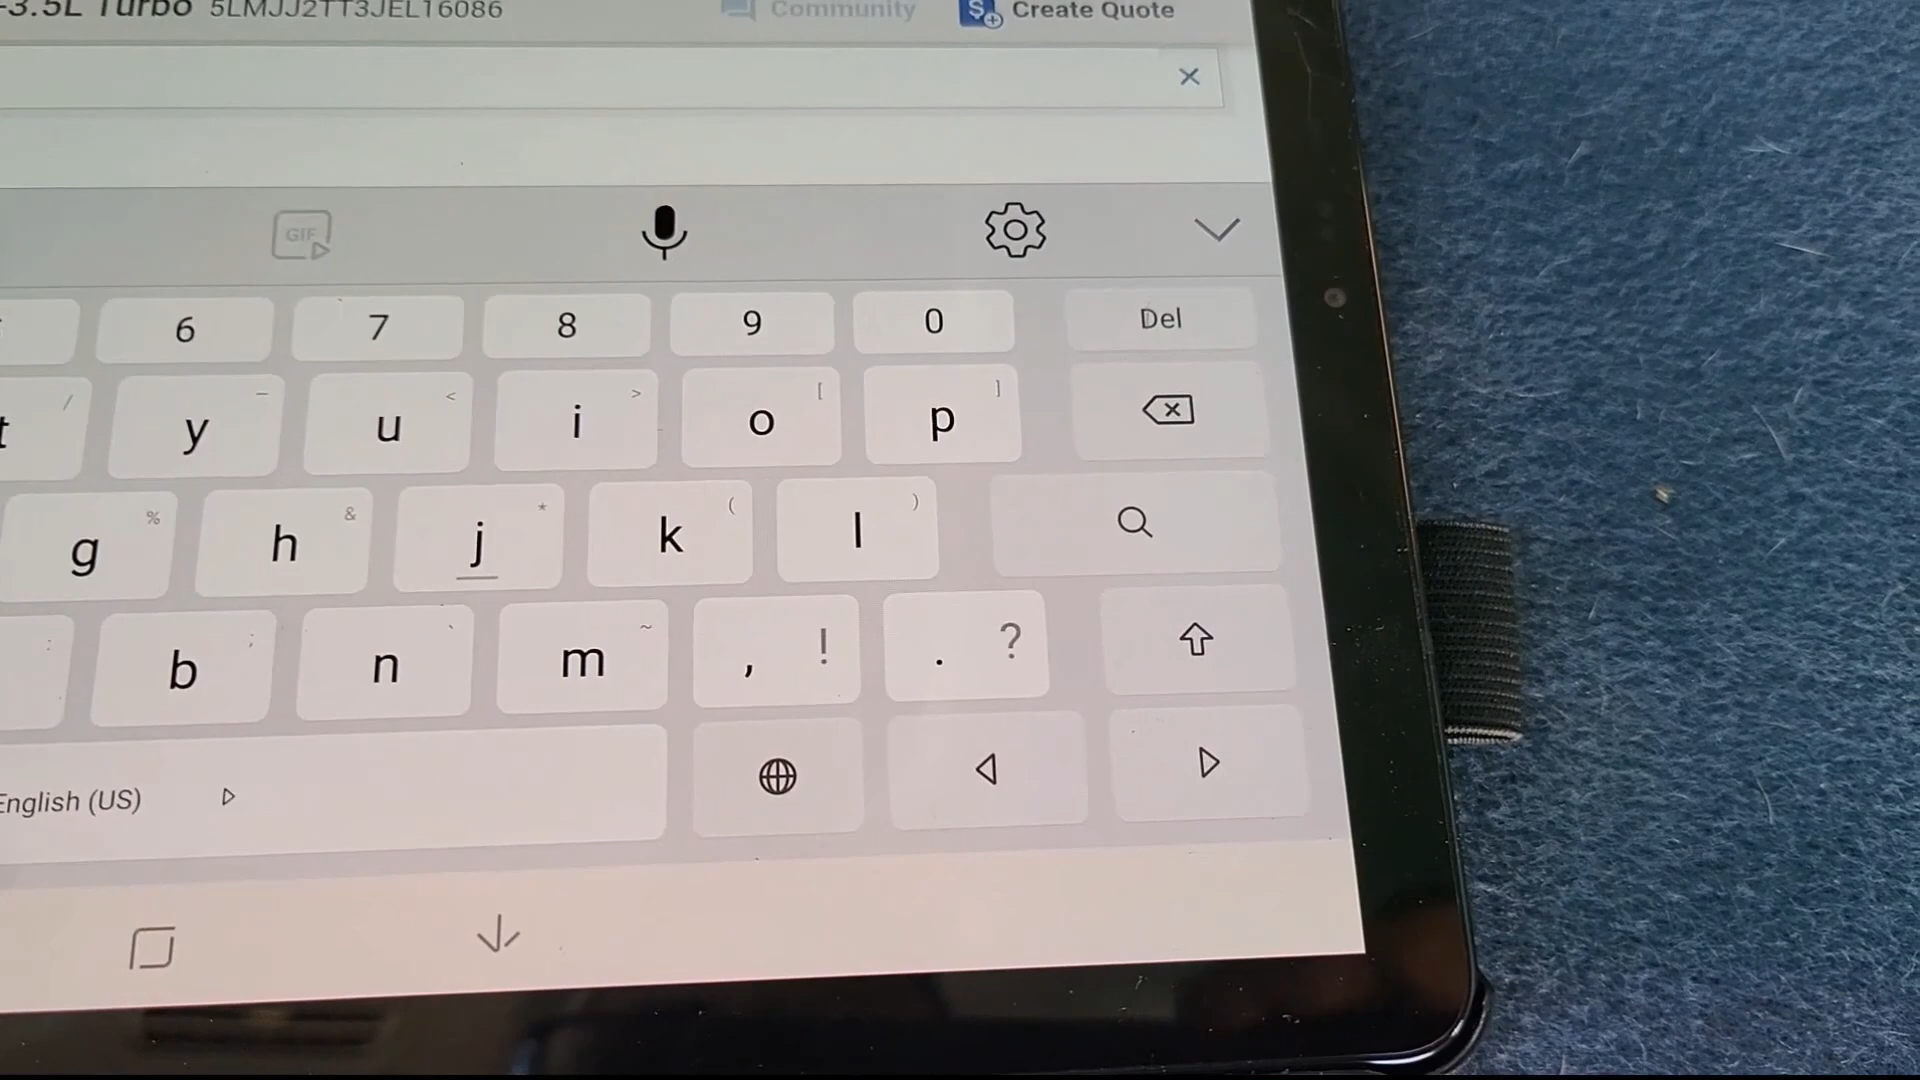 -3.5L Turbo 5LMJJ2TT3JEL16086 Community Create Quote
GIF
6 7 8 9 0 Del
t / y - u < i > o [ p ]
g % h & j * k ( l )
: b ; n ` m ~ , ! . ?
English (US)